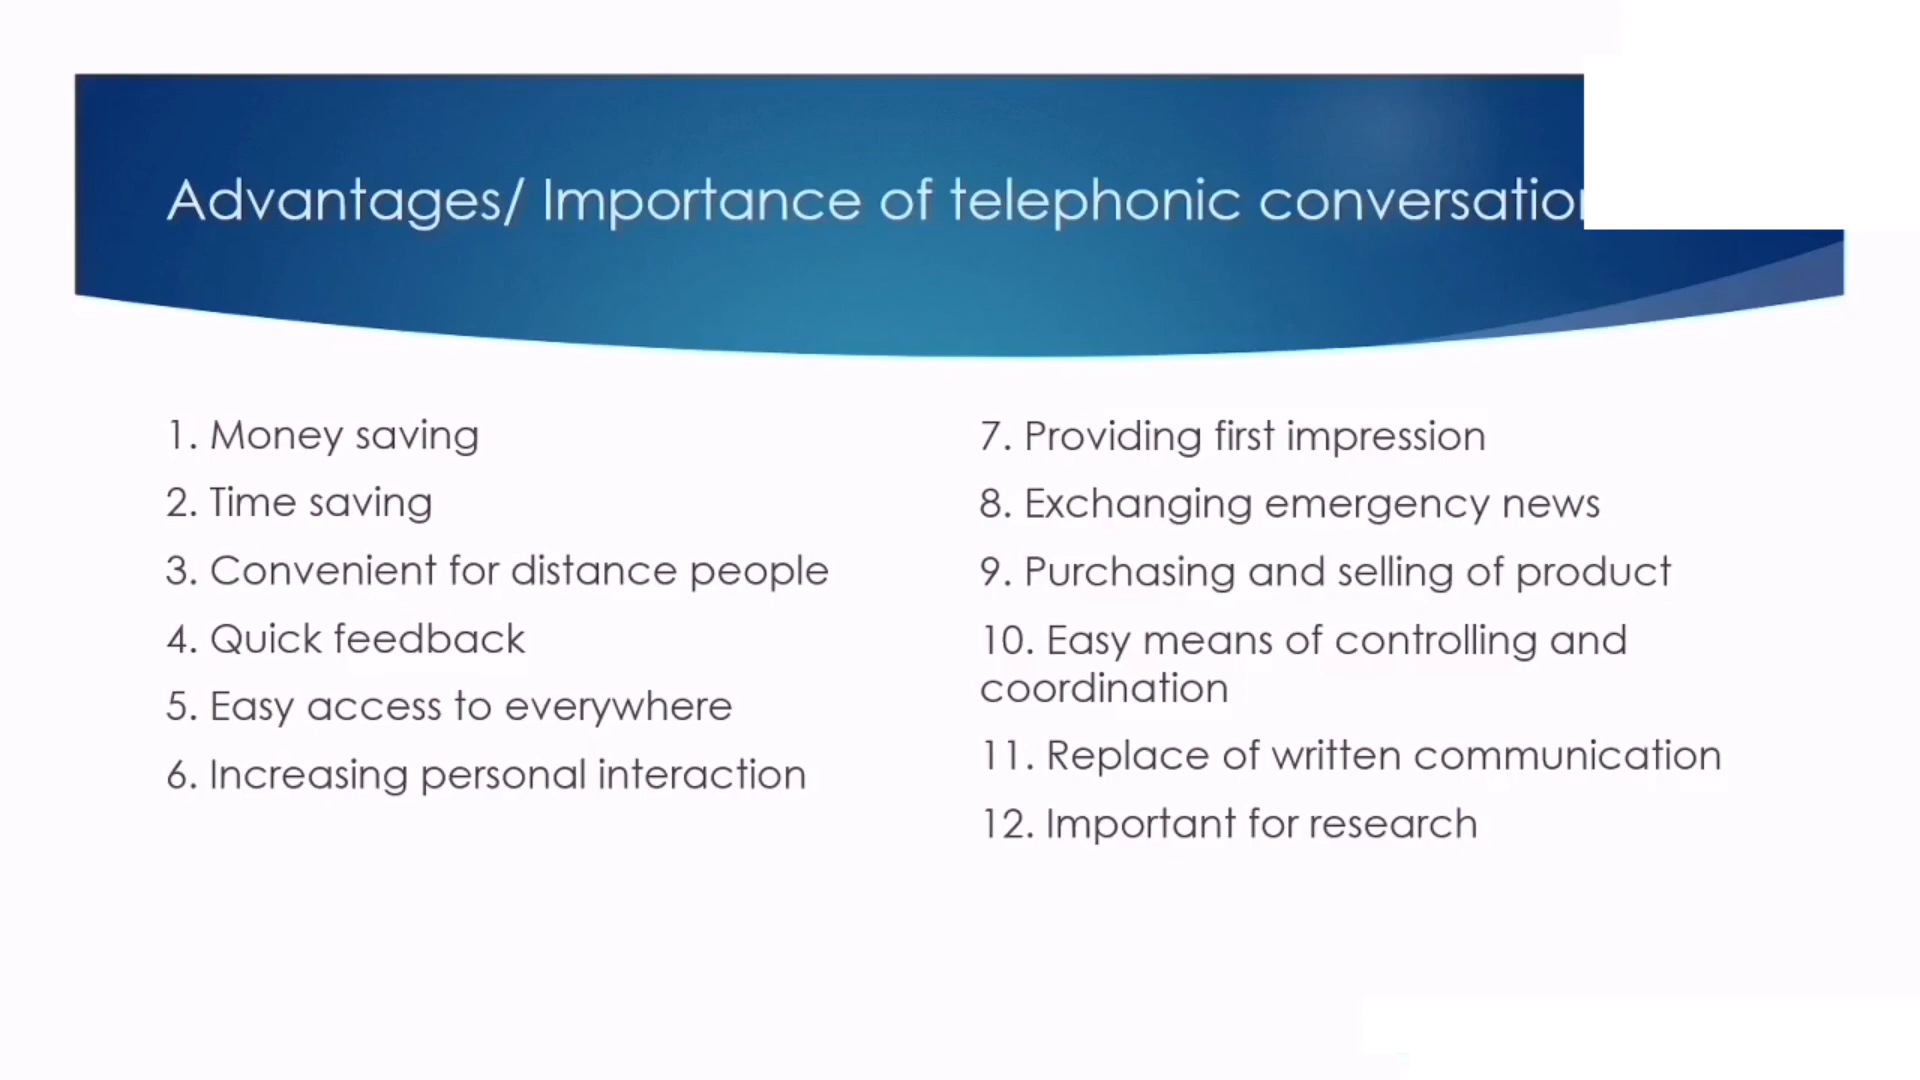 Advantages/ Importance of telephonic conversation
1. Money saving
2. Time saving
3. Convenient for distance people
4. Quick feedback
5. Easy access to everywhere
6. Increasing personal interaction
7. Providing first impression
8. Exchanging emergency news
9. Purchasing and selling of product
10. Easy means of controlling and
coordination
11. Replace of written communication
12. Important for research